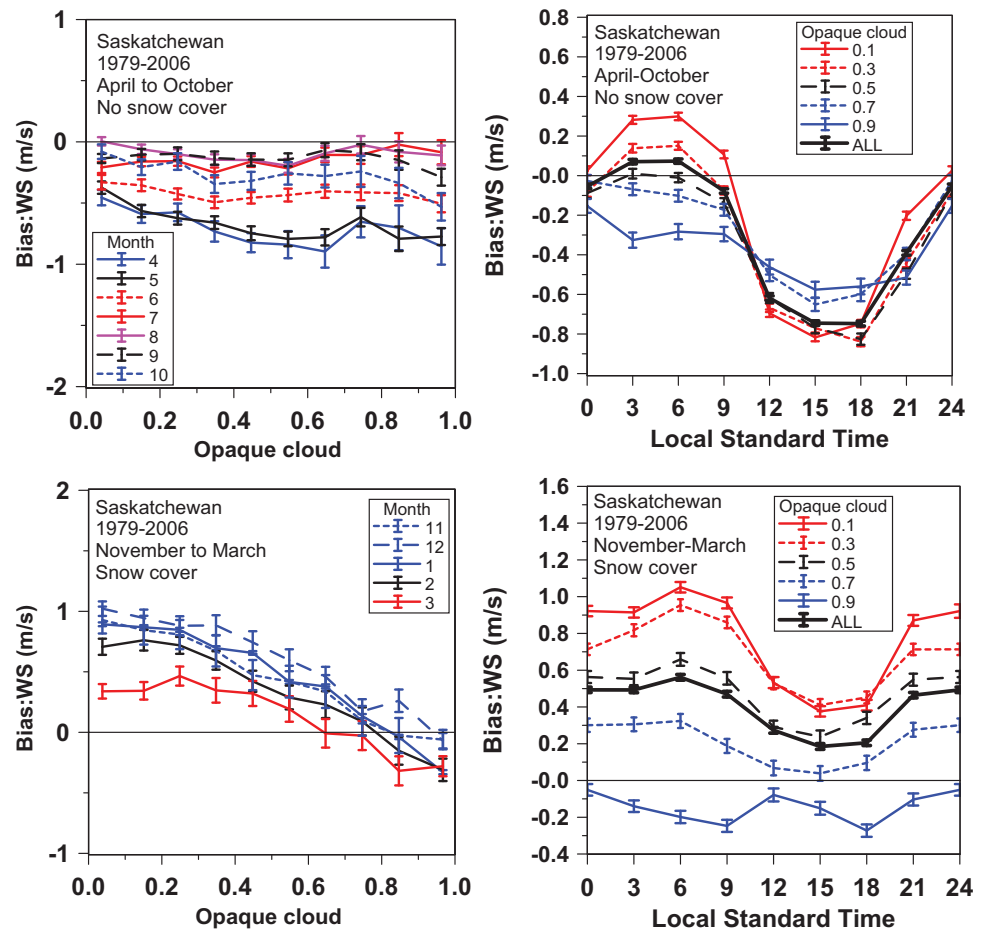 Bias:WS (m/s)
1
0
-1
-2
Saskatchewan
1979-2006
April to October
No snow cover
Month
4
5
6
7
8
9
10
0.0 0.2 0.4 0.6 0.8 1.0
Opaque cloud
Bias:WS (m/s)
0.8
0.6
0.4
0.2
-0.0
-0.2
-0.4
-0.6
-0.8
-1.0
Saskatchewan
1979-2006
April-October
No snow cover
Opaque cloud
0.1
0.3
0.5
0.7
0.9
ALL
0 3 6 9 12 15 18 21 24
Local Standard Time
Bias:WS (m/s)
2
1
0
-1
Saskatchewan
1979-2006
November to March
Snow cover
Month
11
12
1
2
3
0.0 0.2 0.4 0.6 0.8 1.0
Opaque cloud
Bias:WS (m/s)
1.6
1.4
1.2
1.0
0.8
0.6
0.4
0.2
-0.0
-0.2
-0.4
Saskatchewan
1979-2006
November-March
Snow cover
Opaque cloud
0.1
0.3
0.5
0.7
0.9
ALL
0 3 6 9 12 15 18 21 24
Local Standard Time